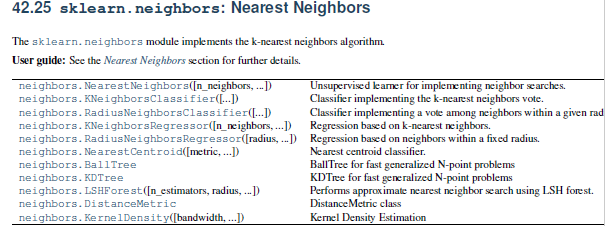 42.25 sklearn.neighbors: Nearest Neighbors
The sklearn.neighbors module implements the k-nearest neighbors algorithm.
User guide: See the Nearest Neighbors section for further details.
neighbors.NearestNeighbors([n_neighbors, ...]) Unsupervised learner for implementing neighbor searches.
neighbors.KNeighborsClassifier([...]) Classifier implementing the k-nearest neighbors vote.
neighbors.RadiusNeighborsClassifier([...]) Classifier implementing a vote among neighbors within a given rad
neighbors.KNeighborsRegressor([n_neighbors, ...]) Regression based on k-nearest neighbors.
neighbors.RadiusNeighborsRegressor([radius, ...]) Regression based on neighbors within a fixed radius.
neighbors.NearestCentroid([metric, ...]) Nearest centroid classifier.
neighbors.BallTree BallTree for fast generalized N-point problems
neighbors.KDTree KDTree for fast generalized N-point problems
neighbors.LSHForest([n_estimators, radius, ...]) Performs approximate nearest neighbor search using LSH forest.
neighbors.DistanceMetric DistanceMetric class
neighbors.KernelDensity([bandwidth, ...]) Kernel Density Estimation